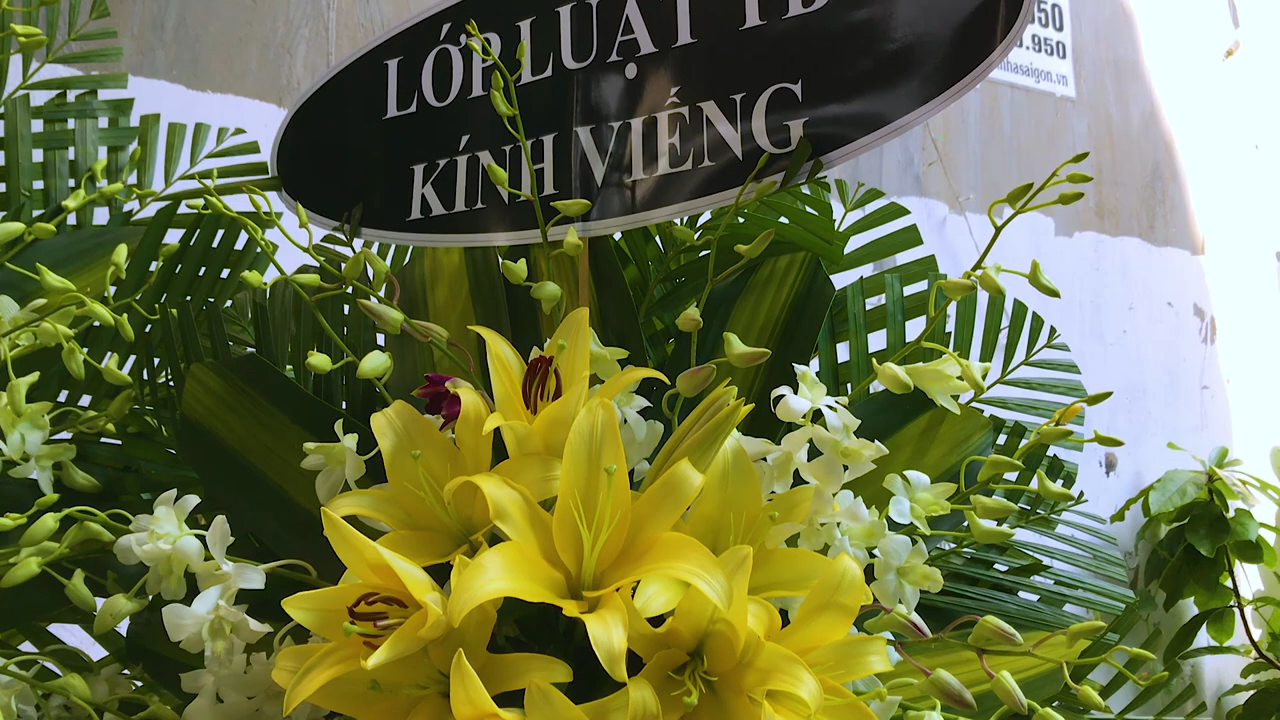 LỚP LUẬT
KÍNH VIẾNG
950
.950
nhasaigon.vn